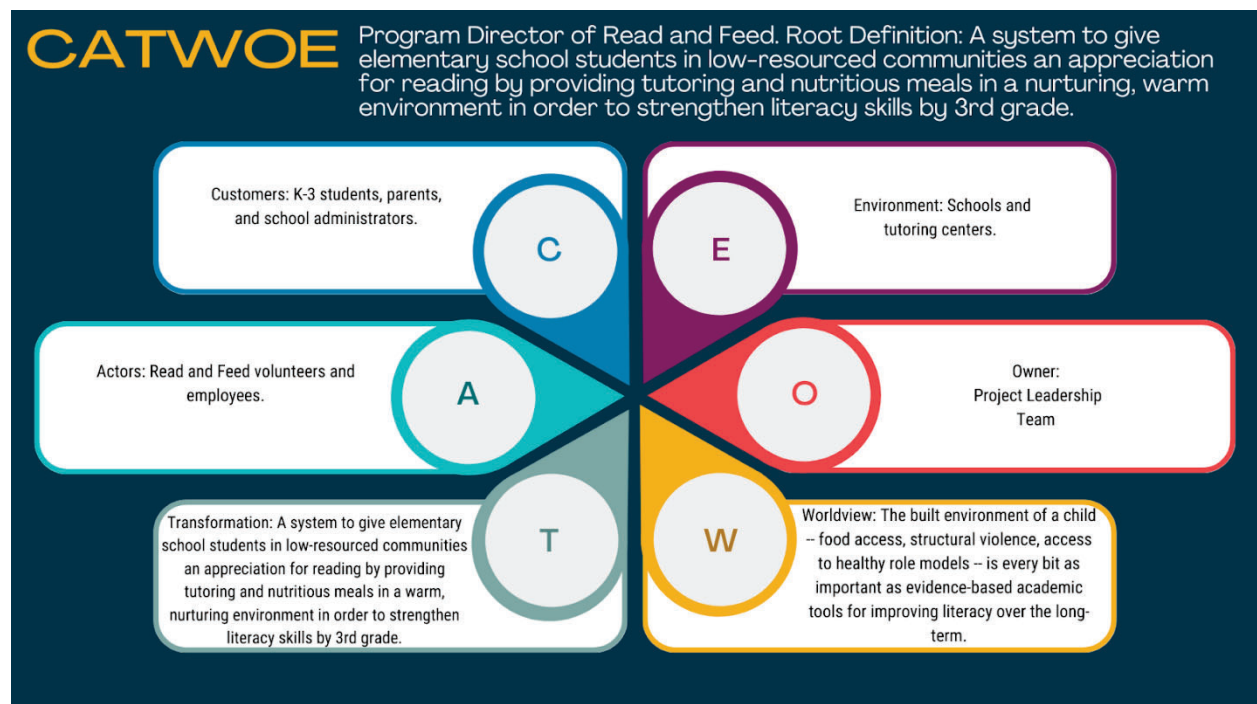 CATWOE
Program Director of Read and Feed. Root Definition: A system to give
elementary school students in low-resourced communities an appreciation
for reading by providing tutoring and nutritious meals in a nurturing, warm
environment in order to strengthen literacy skills by 3rd grade.
Customers: K-3 students, parents,
and school administrators.
C
Actors: Read and Feed volunteers and
employees.
A
Transformation: A system to give elementary
school students in low-resourced communities
an appreciation for reading by providing
tutoring and nutritious meals in a warm,
nurturing environment in order to strengthen
literacy skills by 3rd grade.
T
W
Worldview: The built environment of a child
-- food access, structural violence, access
to healthy role models -- is every bit as
important as evidence-based academic
tools for improving literacy over the long-
term.
O
Owner:
Project Leadership
Team
E
Environment: Schools and
tutoring centers.